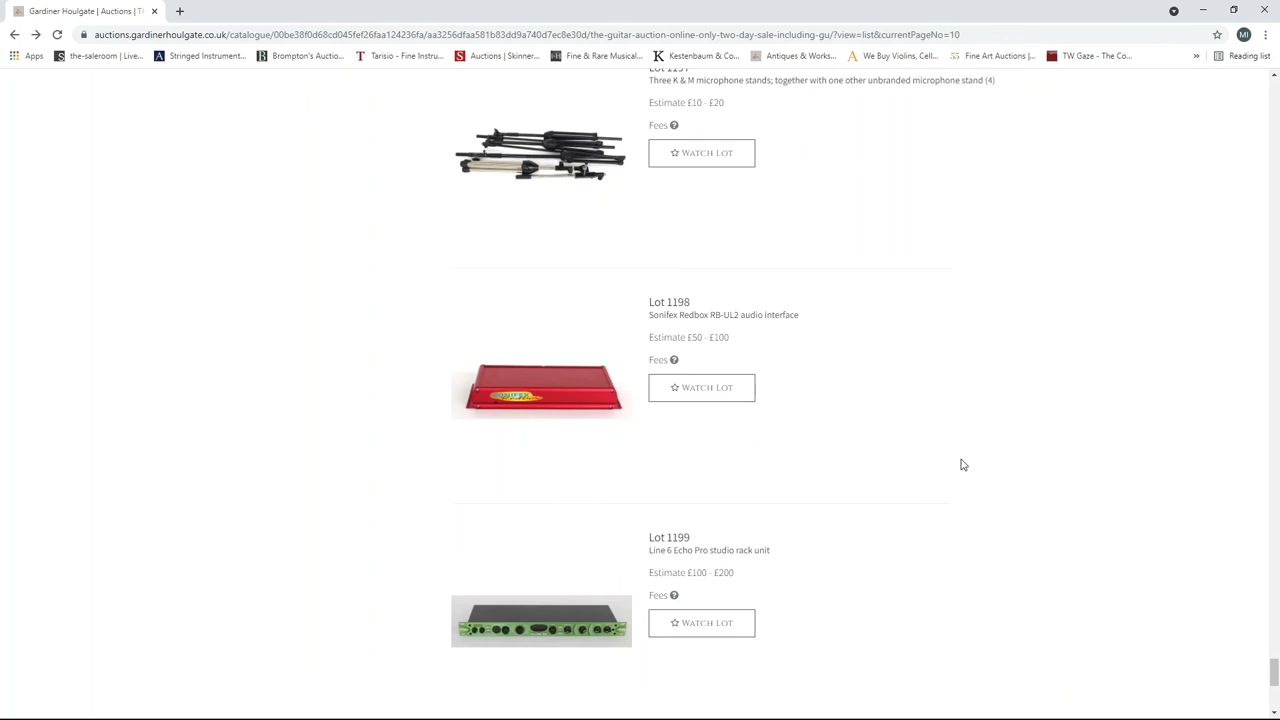 Gardiner Houlgate | Auctions | Th
auctions.gardinerhoulgate.co.uk/catalogue/00be38f0d68cd045fef26faa124236fa/aa3256dfaa581b83dd9a740d7ec8e30d/the-guitar-auction-online-only-two-day-sale-including-gu/?view=list&currentPageNo=10
MI
Apps the-saleroom | Live... Stringed Instrument... Brompton's Auctio... Tarisio - Fine Instru... Auctions | Skinner... Fine & Rare Musical... Kestenbaum & Co... Antiques & Works... We Buy Violins, Cell... Fine Art Auctions |... TW Gaze - The Co... » Reading list
Lot 1197
Three K & M microphone stands; together with one other unbranded microphone stand (4)
Estimate £10 - £20
Fees
WATCH LOT
Lot 1198
Sonifex Redbox RB-UL2 audio interface
Estimate £50 - £100
Fees
WATCH LOT
Lot 1199
Line 6 Echo Pro studio rack unit
Estimate £100 - £200
Fees
WATCH LOT